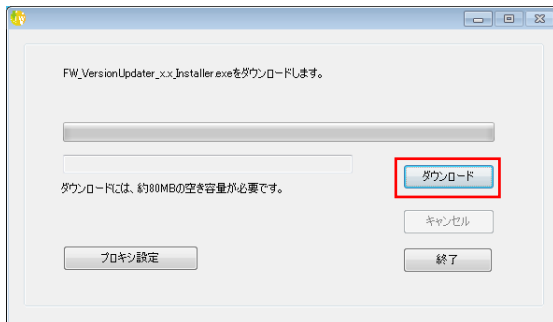 FW_VersionUpdater_x.x_Installer.exeをダウンロードします。
ダウンロード
ダウンロードには、約80MBの空き容量が必要です。
キャンセル
プロキシ設定
終了